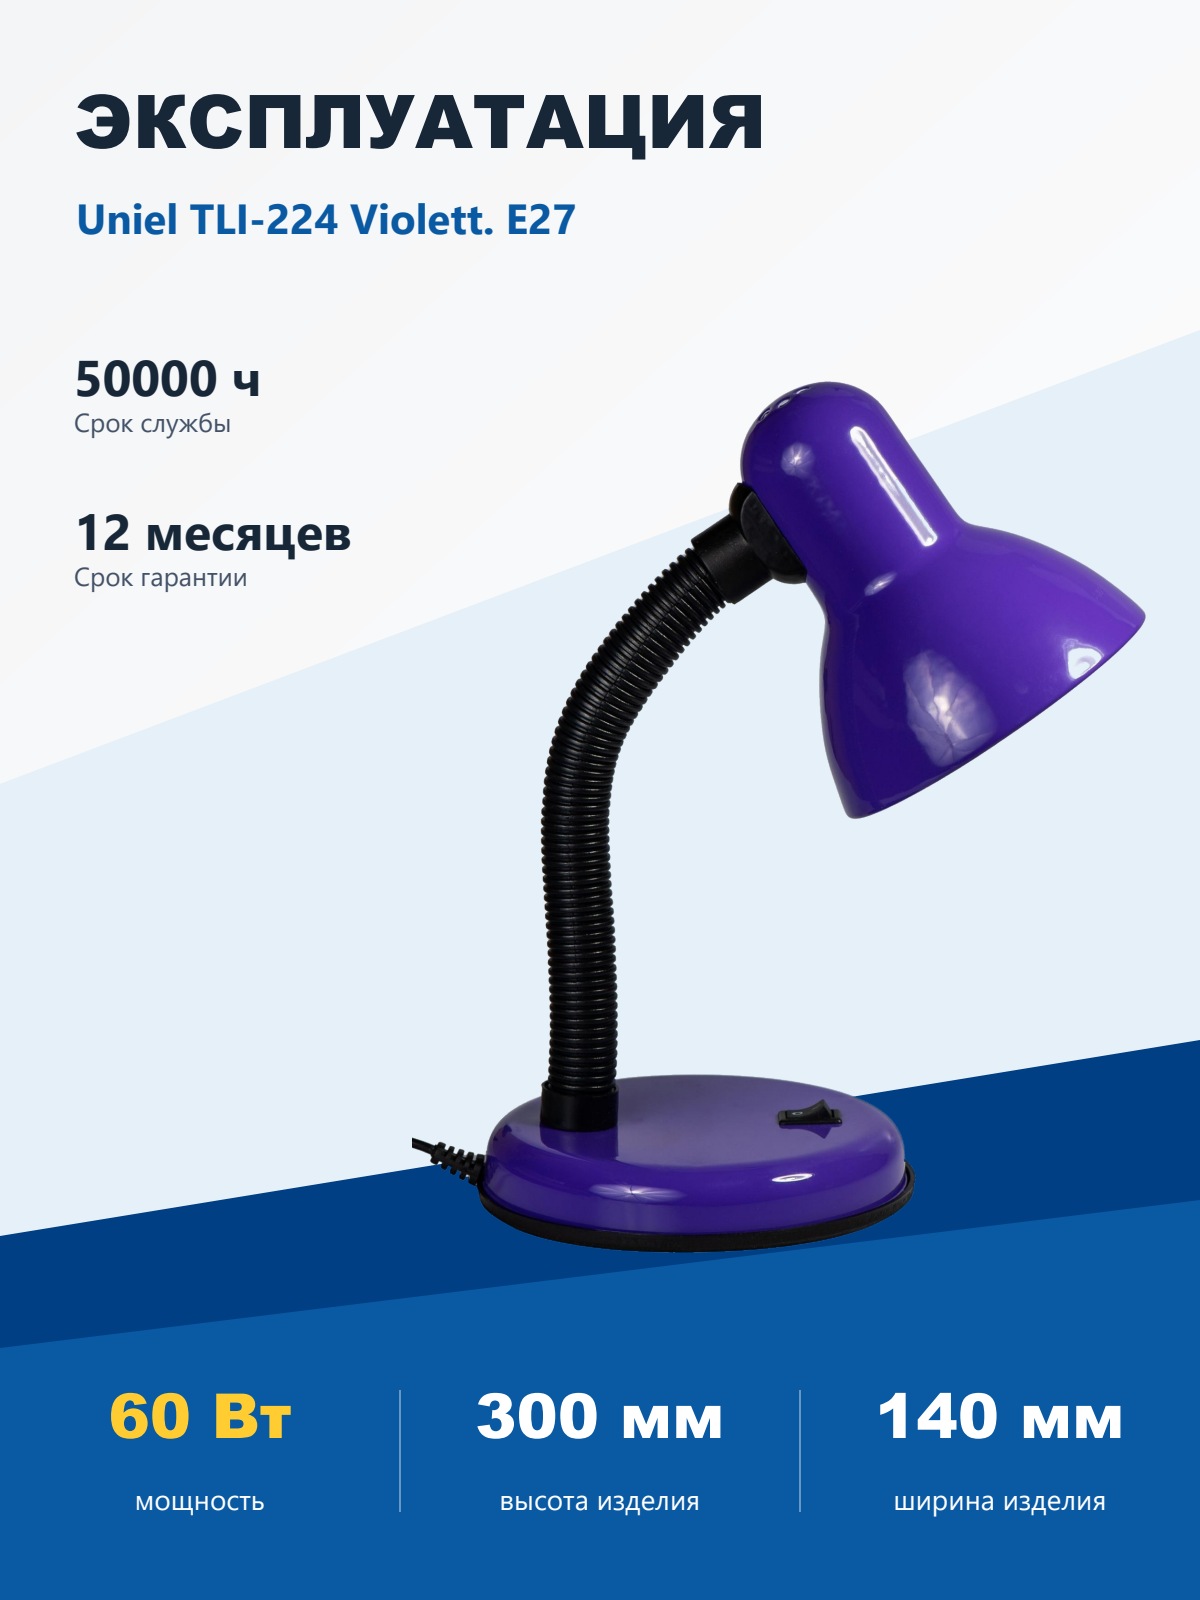 ЭКСПЛУАТАЦИЯ
Uniel TLI-224 Violett. E27
50000 ч
Срок службы
12 месяцев
Срок гарантии
60 Вт
мощность
300 мм
высота изделия
140 мм
ширина изделия